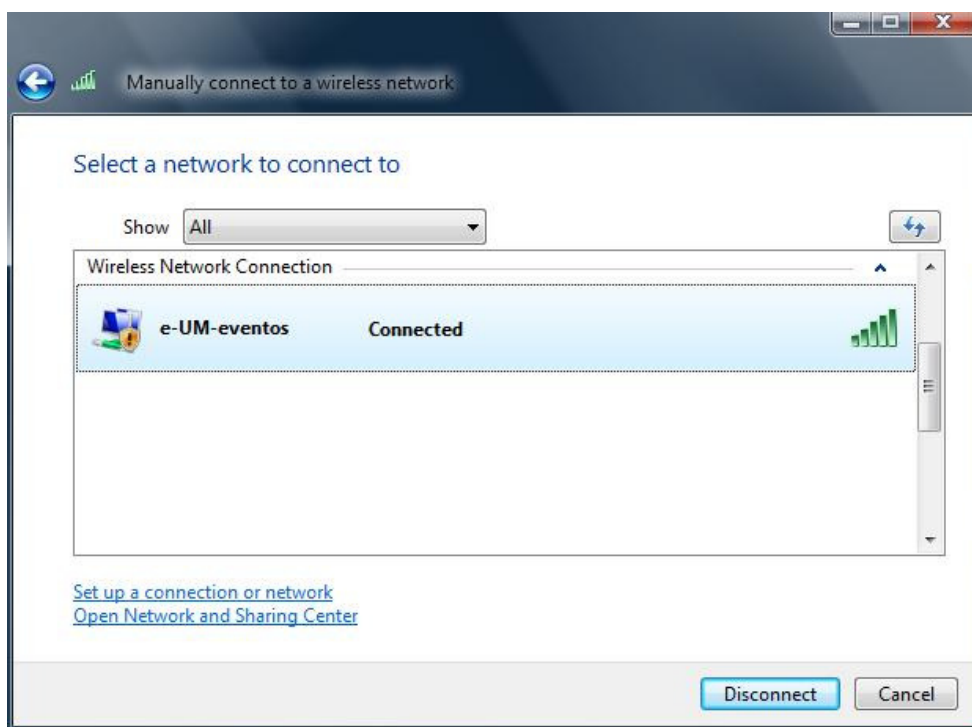 Manually connect to a wireless network
Select a network to connect to
Show All
Wireless Network Connection
e-UM-eventos Connected
Set up a connection or network
Open Network and Sharing Center
Disconnect Cancel